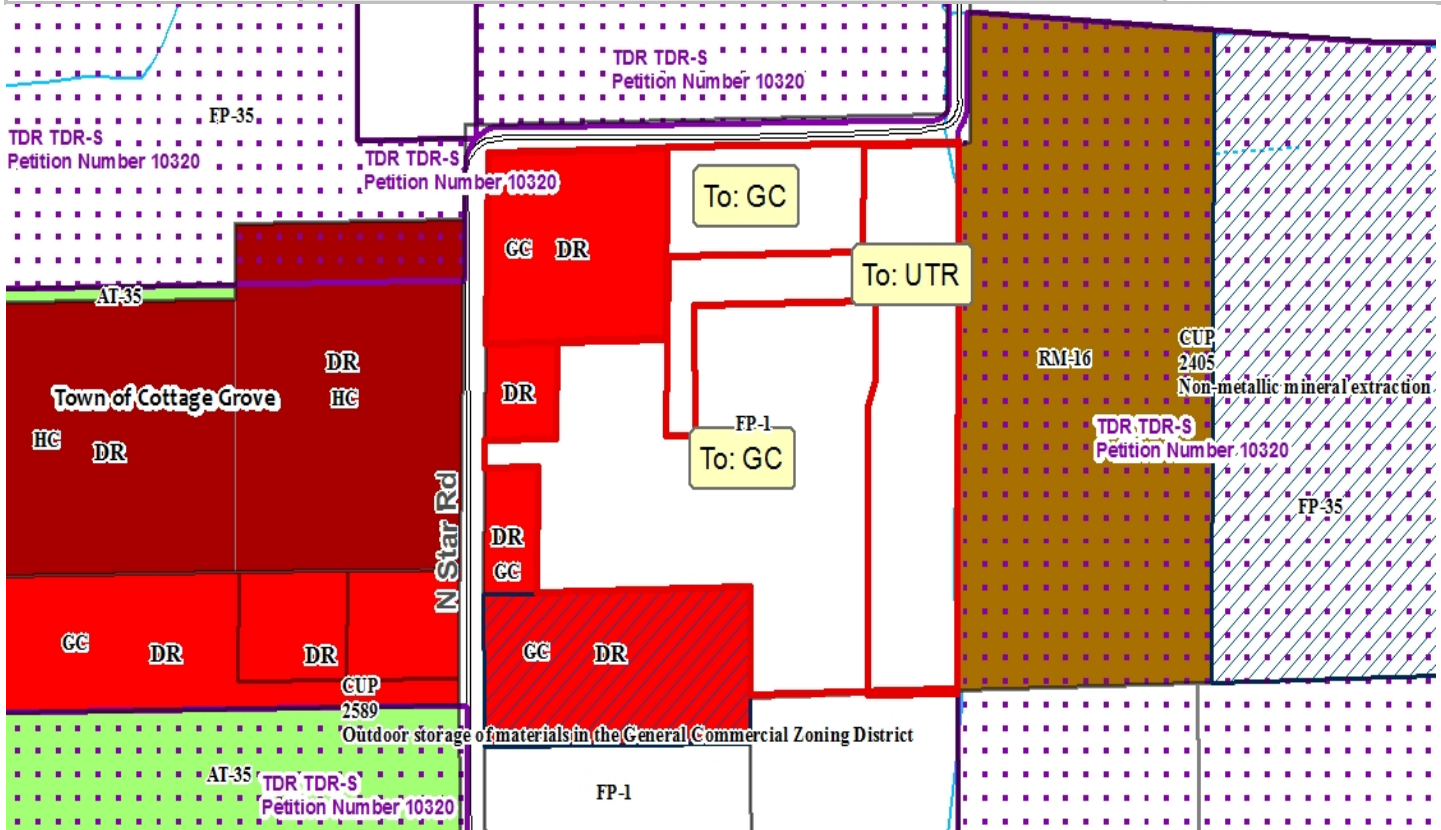 TDR TDR-S
Petition Number 10320
FP-35
TDR TDR-S
Petition Number 10320
TDR TDR-S
Petition Number 10320
To: GC
GC DR
To: UTR
AT-35
DR
HC
Town of Cottage Grove
HC DR
DR
RM-16
CUP
2405
Non-metallic mineral extraction
TDR TDR-S
Petition Number 10320
FP-1
To: GC
FP-35
N Star Rd
DR
GC
GC DR
DR
GC DR
CUP
2589
Outdoor storage of materials in the General Commercial Zoning District
AT-35
TDR TDR-S
Petition Number 10320
FP-1